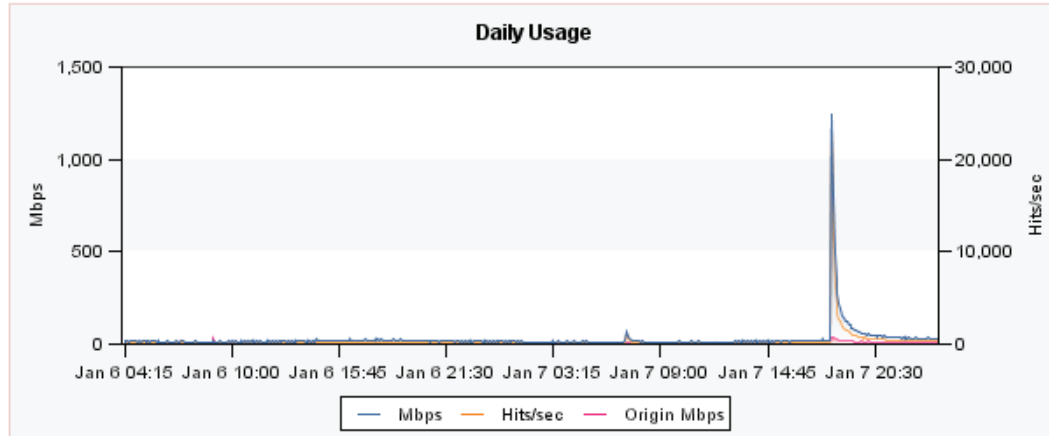 Daily Usage
1,500 30,000
1,000 20,000
500 10,000
0 0
Mbps
Hits/sec
Jan 6 04:15 Jan 6 10:00 Jan 6 15:45 Jan 6 21:30 Jan 7 03:15 Jan 7 09:00 Jan 7 14:45 Jan 7 20:30
Mbps Hits/sec Origin Mbps